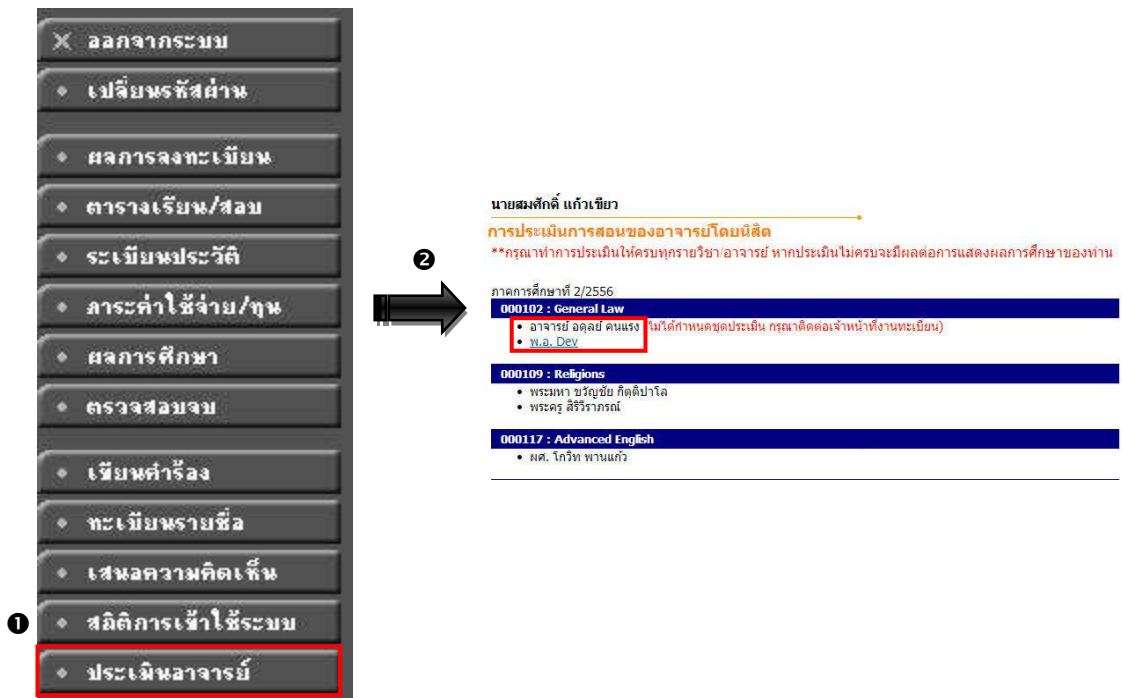 ออกจากระบบ
เปลี่ยนรหัสผ่าน
ผลการลงทะเบียน
ตารางเรียน/สอบ
ระเบียนประวัติ
ภาระค่าใช้จ่าย/ทุน
ผลการศึกษา
ตรวจสอบจบ
เขียนคำร้อง
ทะเบียนรายชื่อ
เสนอความคิดเห็น
❶ สถิติการเข้าใช้ระบบ
ประเมินอาจารย์
❷
นายสมศักดิ์ แก้วเขียว
การประเมินการสอนของอาจารย์โดยนิสิต
**กรุณาทำการประเมินให้ครบทุกรายวิชา/อาจารย์ หากประเมินไม่ครบจะมีผลต่อการแสดงผลการศึกษาของท่าน
ภาคการศึกษาที่ 2/2556
000102 : General Law
• อาจารย์ อดุลย์ คนแรง ไม่ได้กำหนดชุดประเมิน กรุณาติดต่อเจ้าหน้าที่งานทะเบียน)
• พ.อ. Dev
000109 : Religions
• พระมหา ขวัญชัย กิตติปาโล
• พระครู สิริวีราภรณ์
000117 : Advanced English
• ผศ. โกวิท พานแก้ว